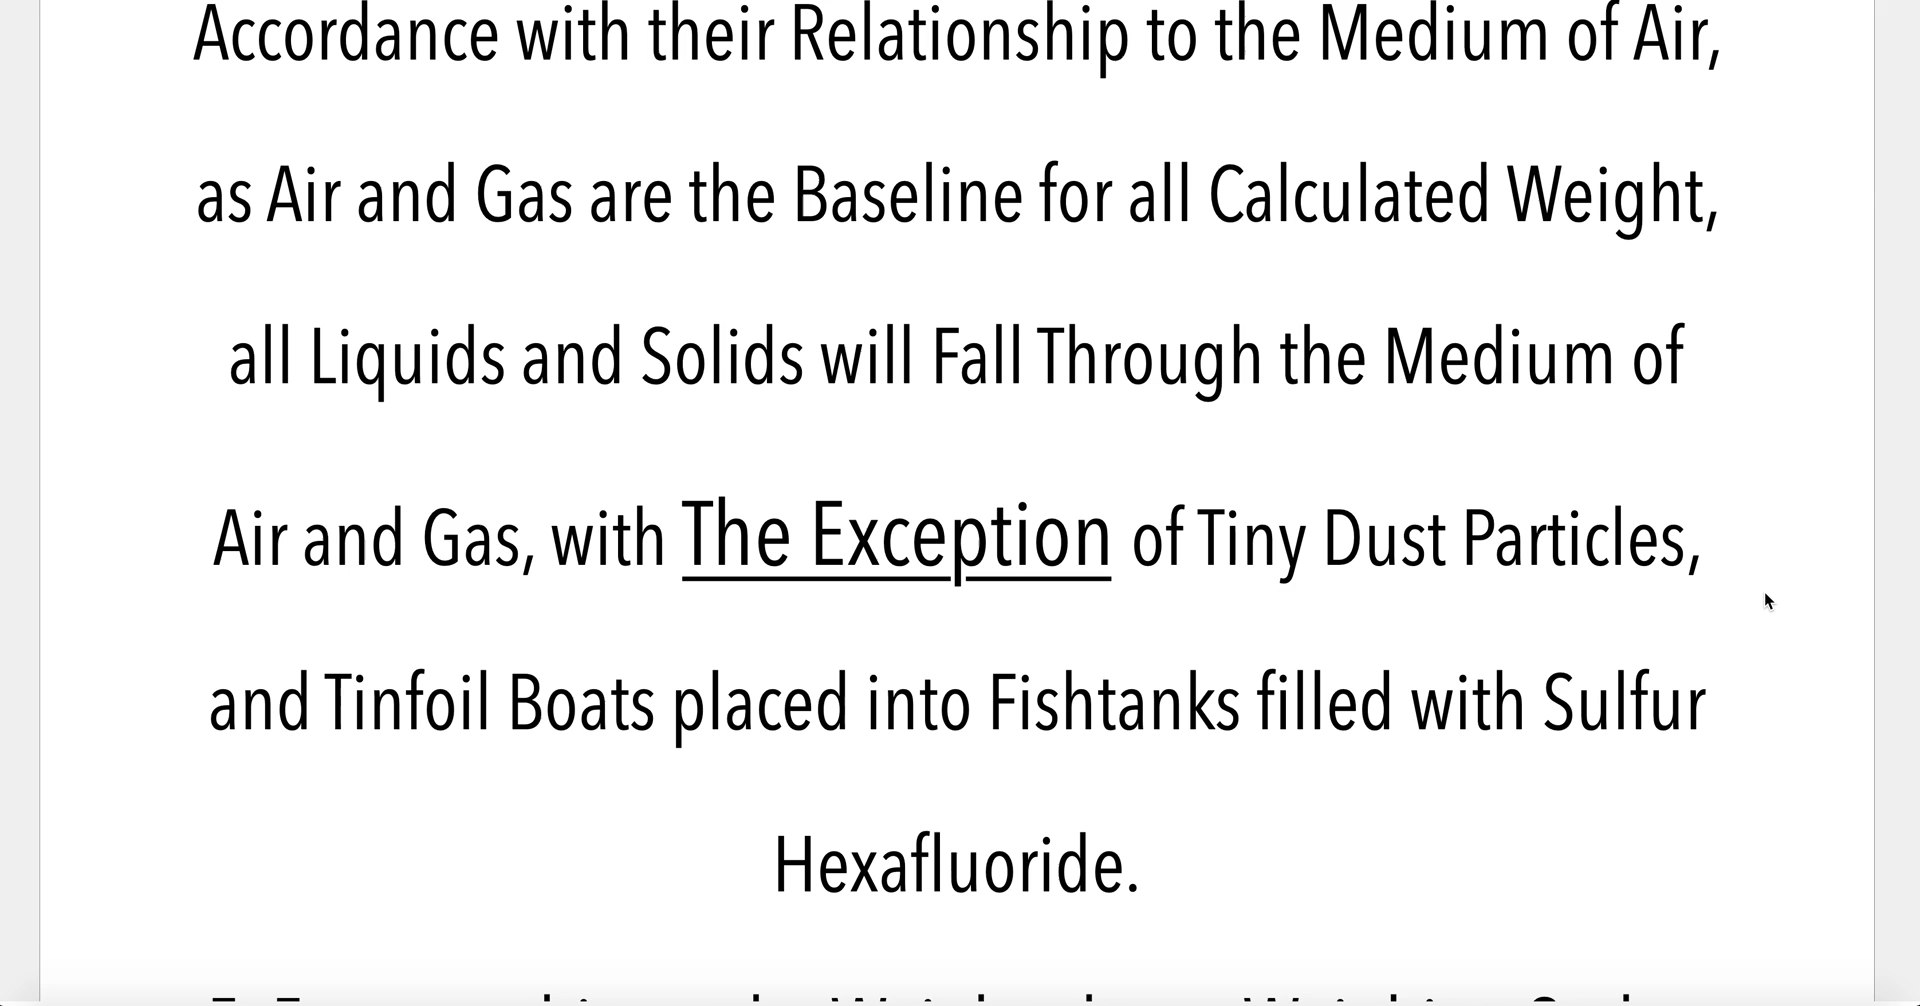 Accordance with their Relationship to the Medium of Air,
as Air and Gas are the Baseline for all Calculated Weight,
all Liquids and Solids will Fall Through the Medium of
Air and Gas, with The Exception of Tiny Dust Particles,
and Tinfoil Boats placed into Fishtanks filled with Sulfur
Hexafluoride.